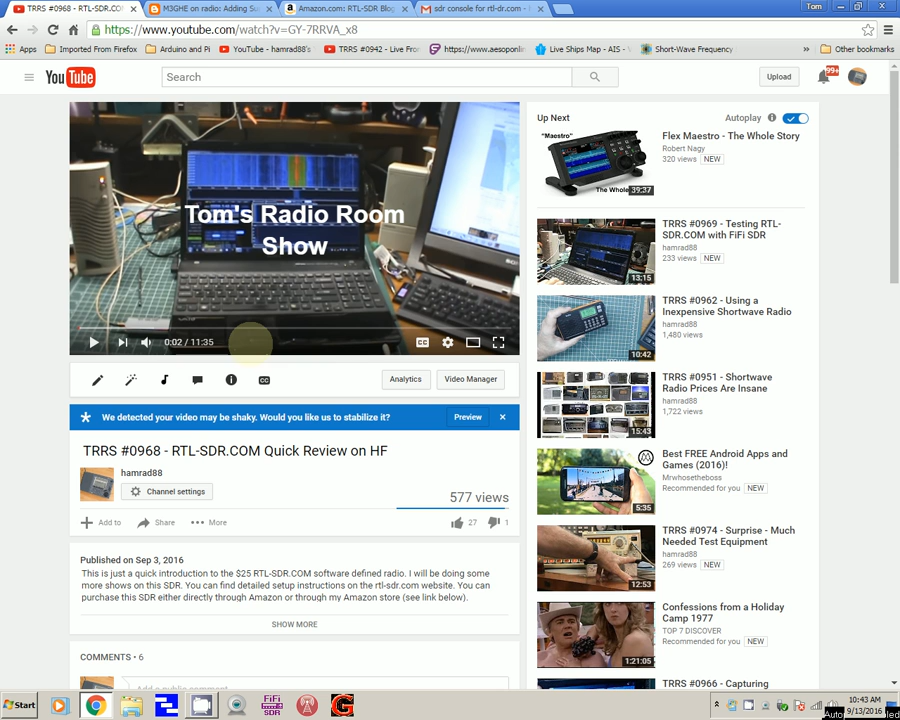 TRRS #0968 - RTL-SDR.COM
M3GHE on radio: Adding Su
Amazon.com: RTL-SDR Blog
sdr console for rtl-dr.com -
Tom
https://www.youtube.com/watch?v=GY-7RRVA_x8
Apps
Imported From Firefox
Arduino and Pi
YouTube - hamrad88's
TRRS #0942 - Live Fro
https://www.aesoponli
Live Ships Map - AIS -
Short-Wave Frequency
»
Other bookmarks
YouTube
Search
Upload
99+
Tom's Radio Room
Show
0:02 / 11:35
CC
CC
Analytics
Video Manager
We detected your video may be shaky. Would you like us to stabilize it?
Preview
TRRS #0968 - RTL-SDR.COM Quick Review on HF
hamrad88
Channel settings
577 views
Add to
Share
More
27
1
Published on Sep 3, 2016
This is just a quick introduction to the $25 RTL-SDR.COM software defined radio. I will be doing some
more shows on this SDR. You can find detailed setup instructions on the rtl-sdr.com website. You can
purchase this SDR either directly through Amazon or through my Amazon store (see link below).
SHOW MORE
COMMENTS • 6
Add a public comment...
Up Next
Autoplay
"Maestro"
The Whole
39:37
Flex Maestro - The Whole Story
Robert Nagy
320 views NEW
13:15
TRRS #0969 - Testing RTL-
SDR.COM with FiFi SDR
hamrad88
233 views NEW
10:42
TRRS #0962 - Using a
Inexpensive Shortwave Radio
hamrad88
1,480 views
15:43
TRRS #0951 - Shortwave
Radio Prices Are Insane
hamrad88
1,722 views
5:35
Best FREE Android Apps and
Games (2016)!
Mrwhosetheboss
Recommended for you NEW
12:53
TRRS #0974 - Surprise - Much
Needed Test Equipment
hamrad88
269 views NEW
1:21:05
Confessions from a Holiday
Camp 1977
TOP 7 DISCOVER
Recommended for you NEW
TRRS #0966 - Capturing
Start
FiFi
SDR
10:43 AM
9/13/2016